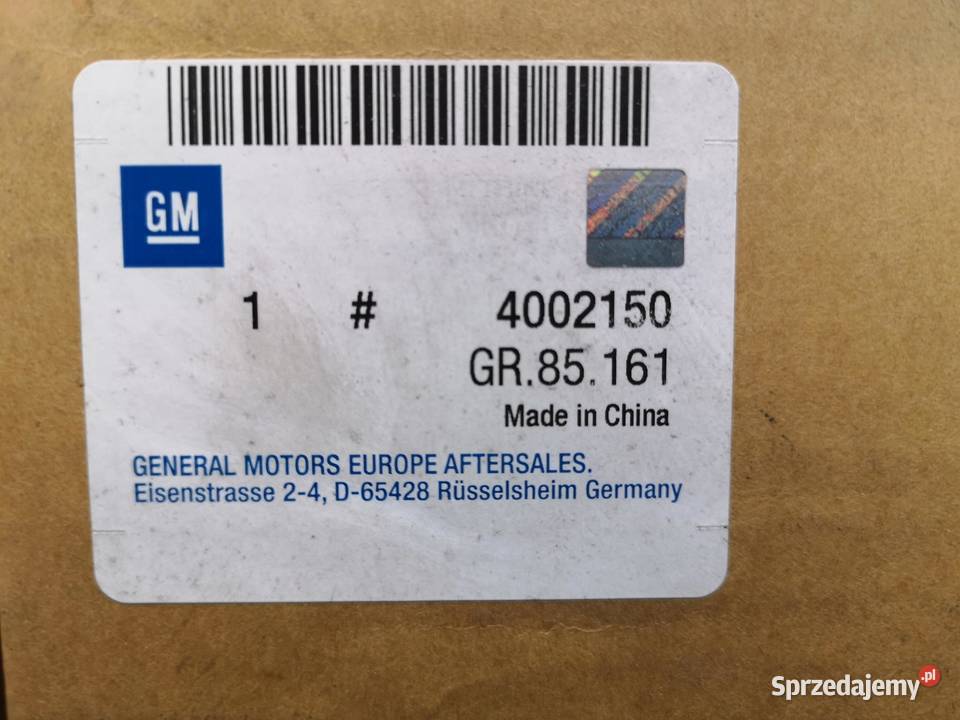 GM
1 # 4002150
GR.85.161
Made in China
GENERAL MOTORS EUROPE AFTERSALES.
Eisenstrasse 2-4, D-65428 Rüsselsheim Germany
Sprzedajemy.pl